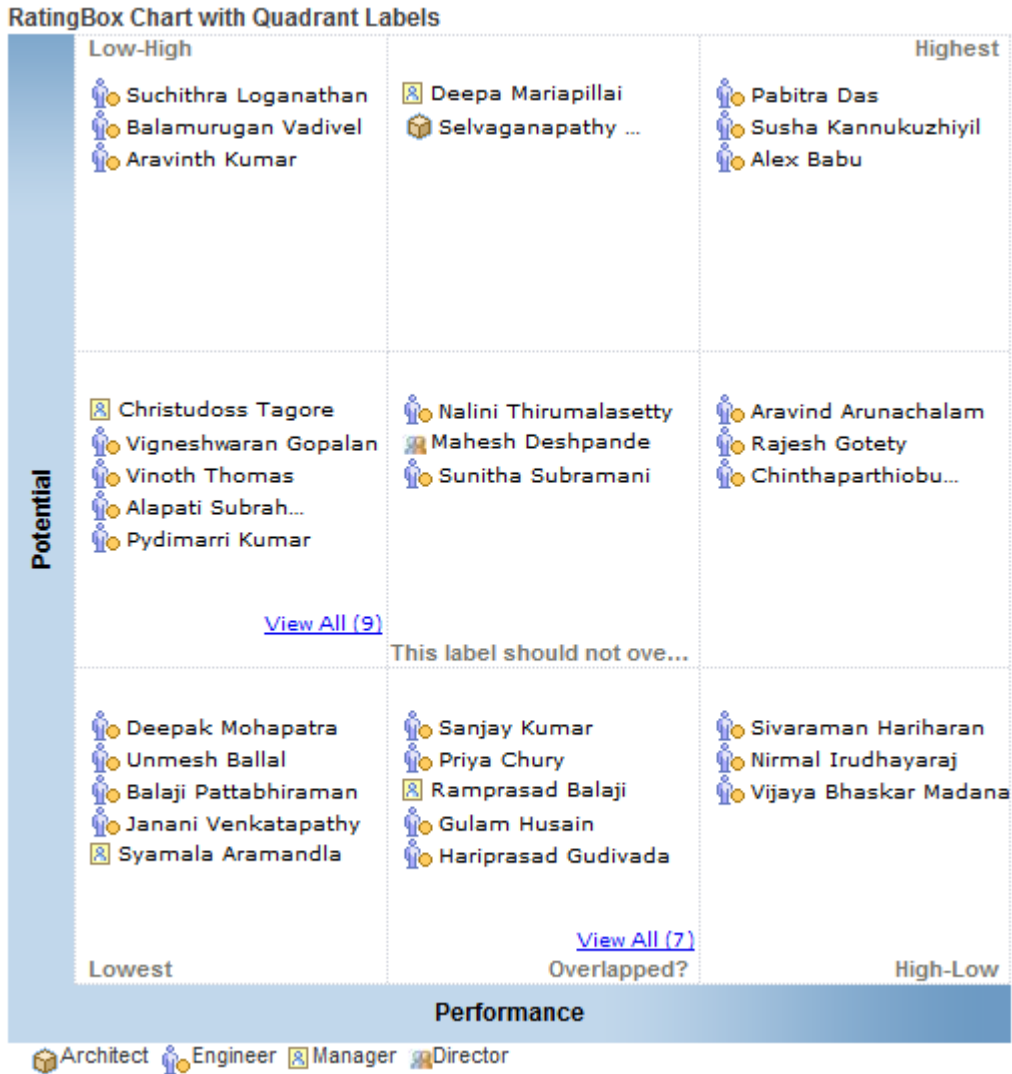 RatingBox Chart with Quadrant Labels
Low-High
Highest
Suchithra Loganathan
Balamurugan Vadivel
Aravinth Kumar
Deepa Mariapillai
Selvaganapathy ...
Pabitra Das
Susha Kannukuzhiyil
Alex Babu
Potential
Christudoss Tagore
Vigneshwaran Gopalan
Vinoth Thomas
Alapati Subrah...
Pydimarri Kumar
View All (9)
Nalini Thirumalasetty
Mahesh Deshpande
Sunitha Subramani
This label should not ove...
Aravind Arunachalam
Rajesh Gotety
Chinthaparthiobu...
Deepak Mohapatra
Unmesh Ballal
Balaji Pattabhiraman
Janani Venkatapathy
Syamala Aramandla
Lowest
Sanjay Kumar
Priya Chury
Ramprasad Balaji
Gulam Husain
Hariprasad Gudivada
View All (7)
Overlapped?
Sivaraman Hariharan
Nirmal Irudhayaraj
Vijaya Bhaskar Madana
High-Low
Performance
Architect Engineer Manager Director